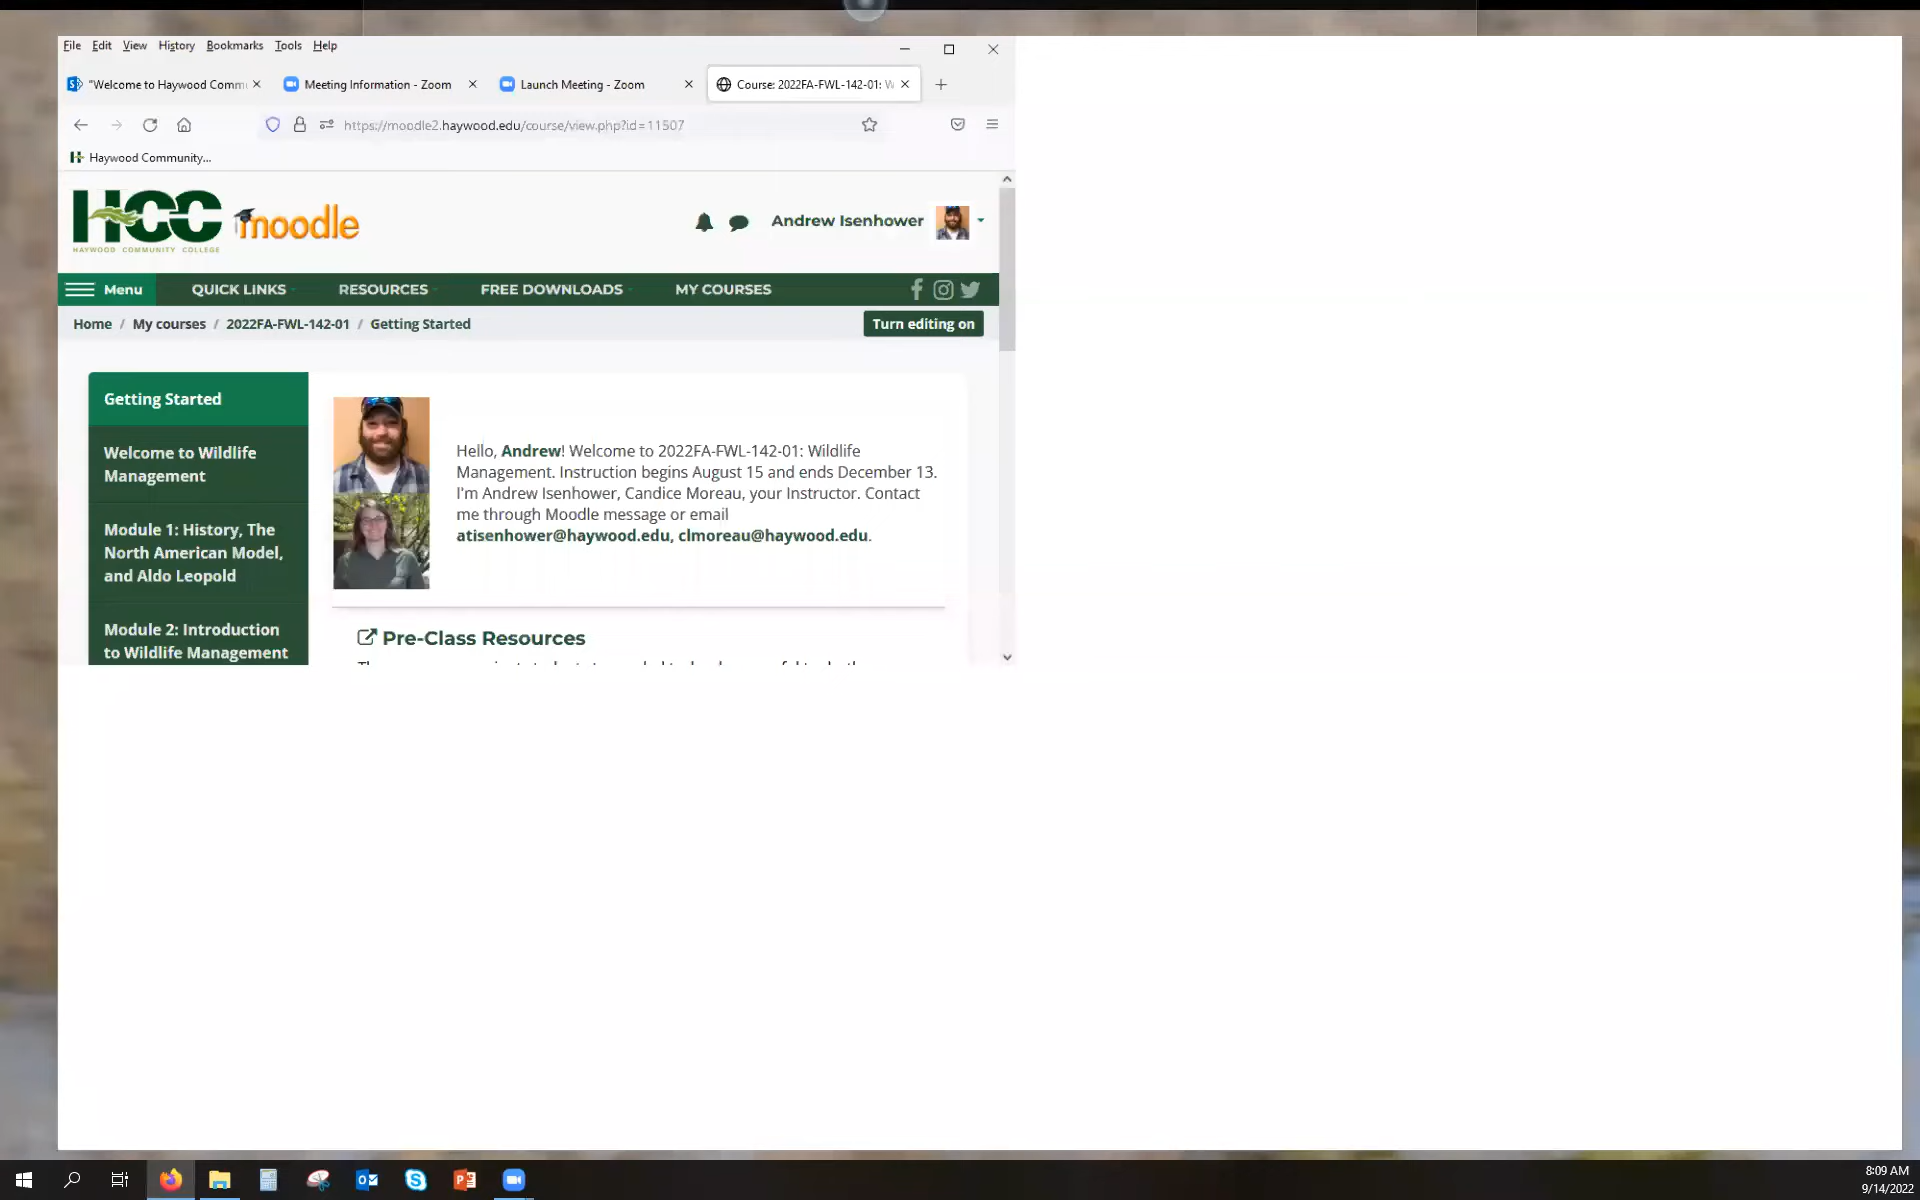 File Edit View History Bookmarks Tools Help
"Welcome to Haywood Comm
Meeting Information - Zoom
Launch Meeting - Zoom
Course: 2022FA-FWL-142-01: W
https://moodle2.haywood.edu/course/view.php?id=11507
Haywood Community...
HCC moodle
HAYWOOD COMMUNITY COLLEGE
Andrew Isenhower
Menu QUICK LINKS RESOURCES FREE DOWNLOADS MY COURSES
Home / My courses / 2022FA-FWL-142-01 / Getting Started
Turn editing on
Getting Started
Welcome to Wildlife
Management
Module 1: History, The
North American Model,
and Aldo Leopold
Module 2: Introduction
to Wildlife Management
Hello, Andrew! Welcome to 2022FA-FWL-142-01: Wildlife
Management. Instruction begins August 15 and ends December 13.
I'm Andrew Isenhower, Candice Moreau, your Instructor. Contact
me through Moodle message or email
atisenhower@haywood.edu, clmoreau@haywood.edu.
Pre-Class Resources
8:09 AM
9/14/2022